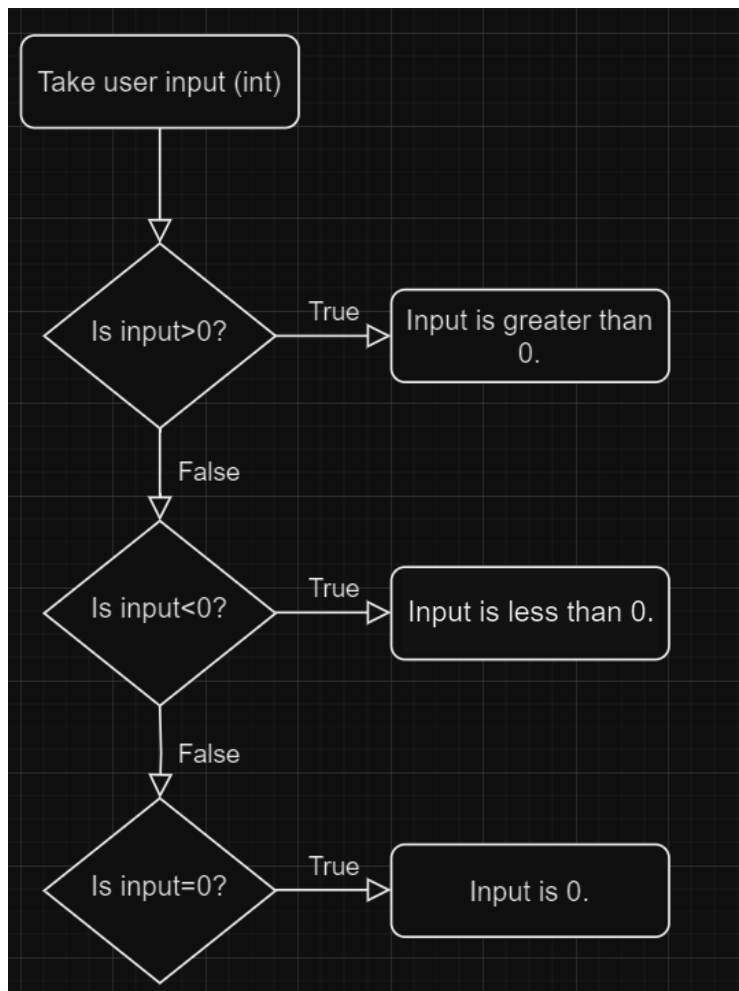 Take user input (int)
Is input>0?
True
Input is greater than
0.
False
Is input<0?
True
Input is less than 0.
False
Is input=0?
True
Input is 0.